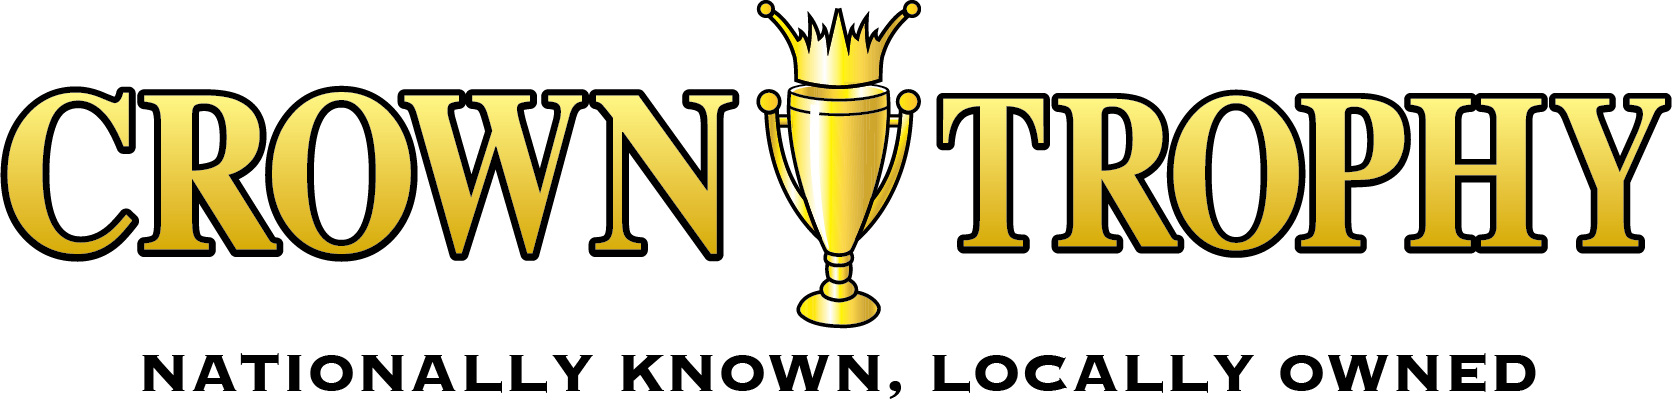 CROWN TROPHY
NATIONALLY KNOWN, LOCALLY OWNED